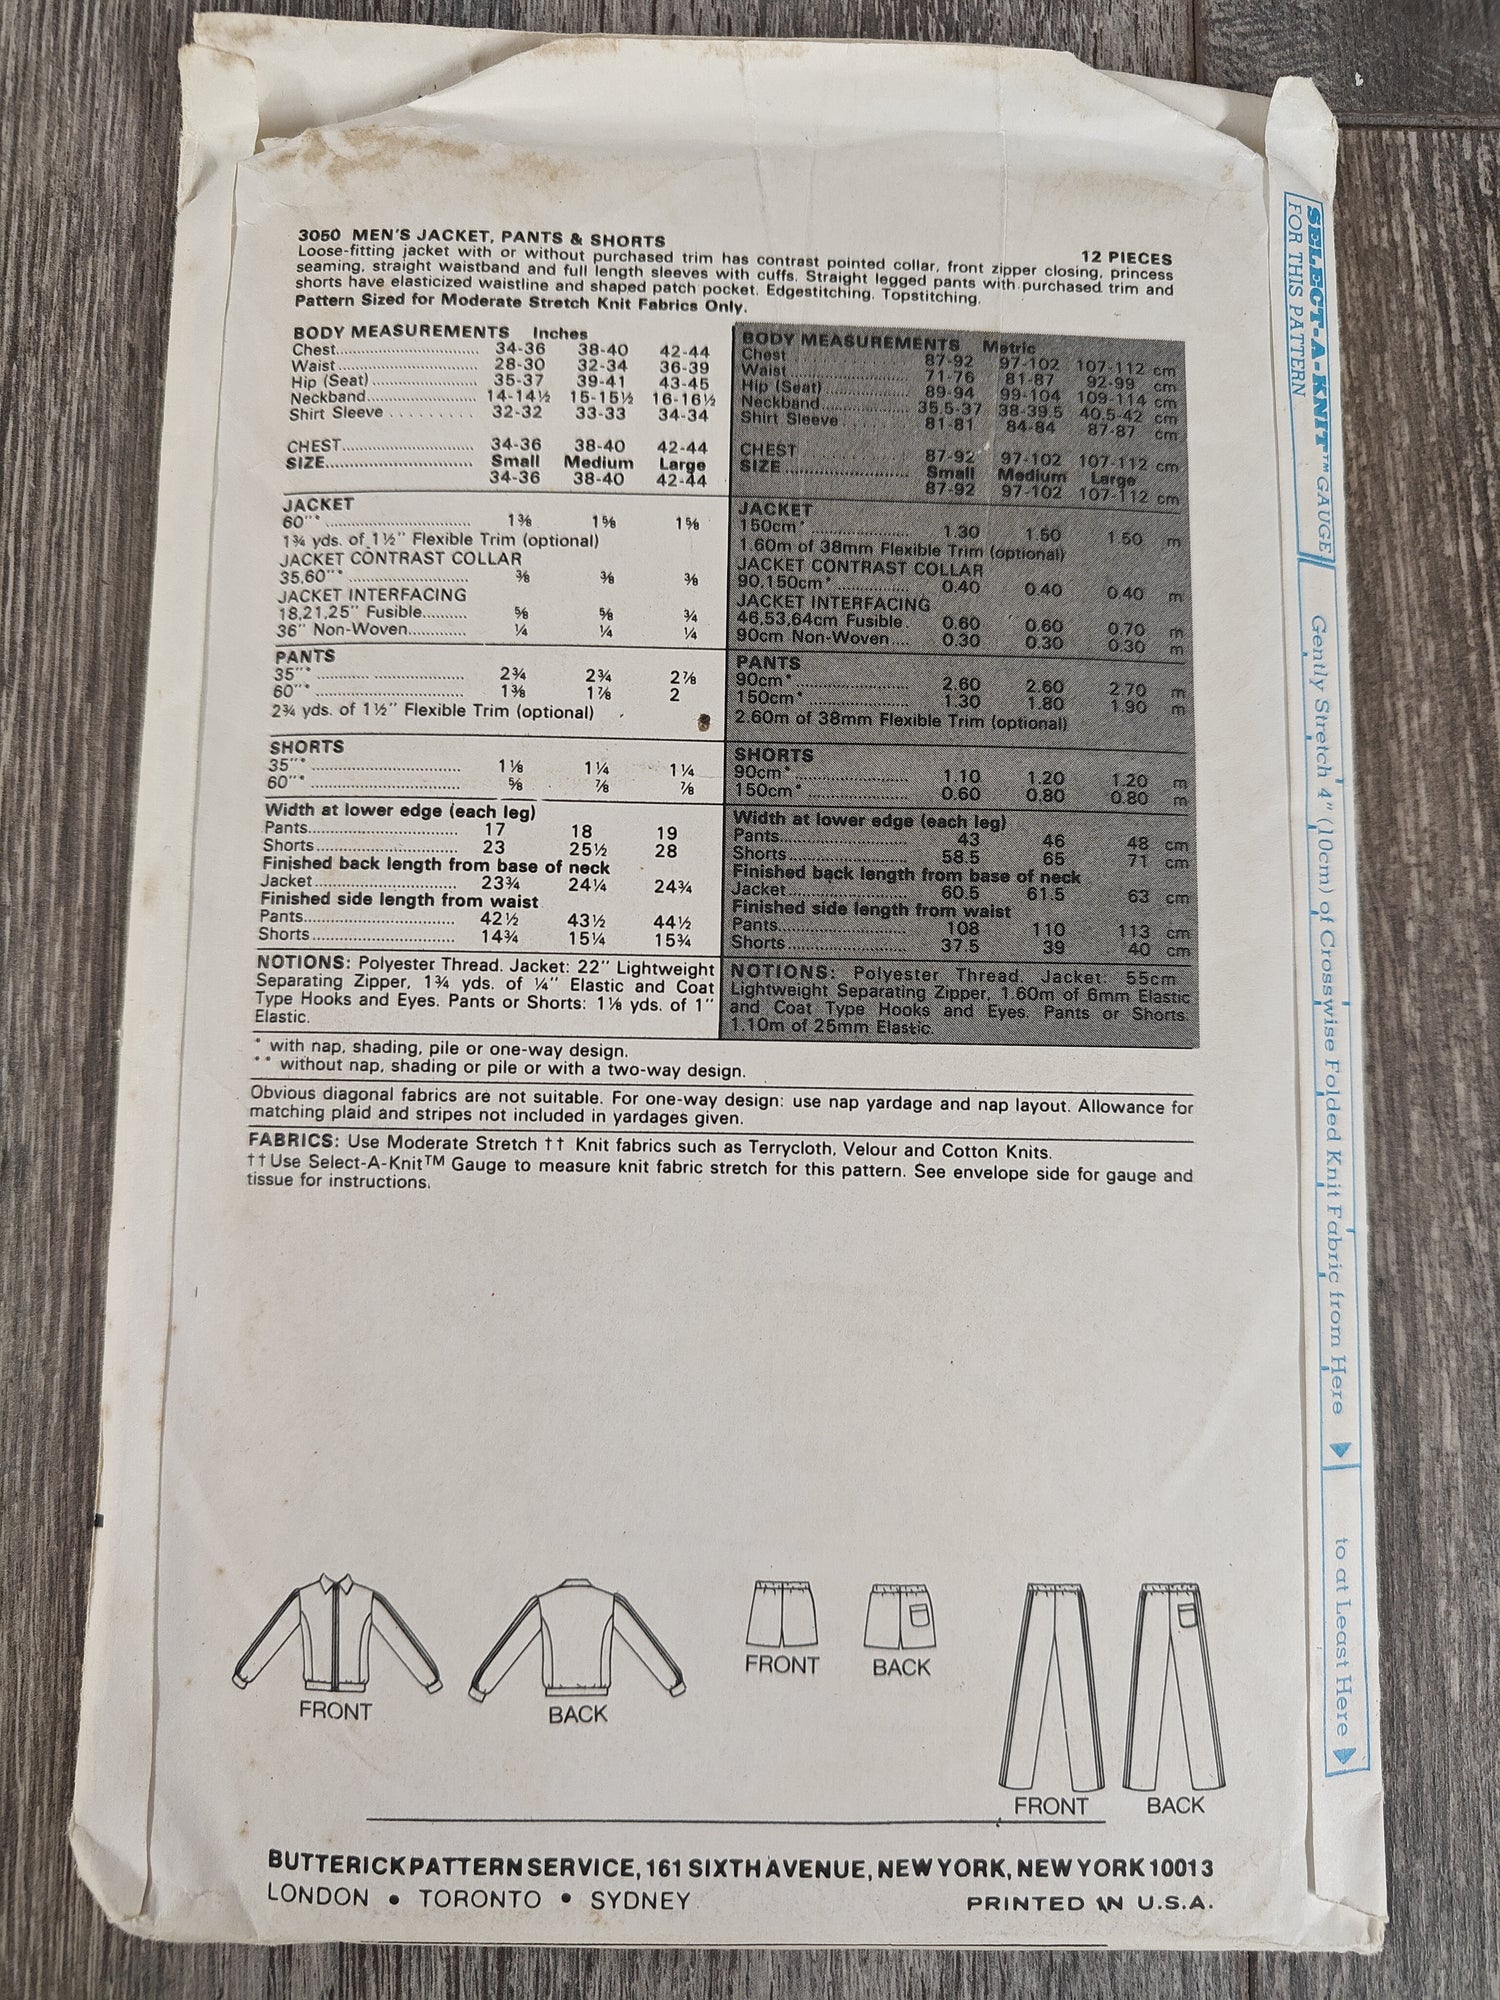 3050 MEN'S JACKET, PANTS & SHORTS
12 PIECES
Loose-fitting jacket with or without purchased trim has contrast pointed collar, front zipper closing, princess
seaming, straight waistband and full length sleeves with cuffs. Straight legged pants with purchased trim and
shorts have elasticized waistline and shaped patch pocket. Edgestitching. Topstitching.
Pattern Sized for Moderate Stretch Knit Fabrics Only.
BODY MEASUREMENTS Inches
Chest 34-36 38-40 42-44
Waist 28-30 32-34 36-39
Hip (Seat) 35-37 39-41 43-45
Neckband 14-14½ 15-15½ 16-16½
Shirt Sleeve 32-32 33-33 34-34
CHEST 34-36 38-40 42-44
SIZE Small Medium Large
34-36 38-40 42-44
JACKET
60"* 1⅜ 1⅝ 1⅝
1¾ yds. of 1½" Flexible Trim (optional)
JACKET CONTRAST COLLAR
35,60"* ⅜ ⅜ ⅜
JACKET INTERFACING
18,21,25" Fusible ⅝ ⅝ ¾
36" Non-Woven ¼ ¼ ¼
PANTS
35"* 2¾ 2¾ 2⅞
60"* 1⅜ 1⅞ 2
2¾ yds. of 1½" Flexible Trim (optional)
SHORTS
35"* 1⅛ 1¼ 1¼
60"* ⅝ ⅞ ⅞
Width at lower edge (each leg)
Pants 17 18 19
Shorts 23 25½ 28
Finished back length from base of neck
Jacket 23¾ 24¼ 24¾
Finished side length from waist
Pants 42½ 43½ 44½
Shorts 14¾ 15¼ 15¾
NOTIONS: Polyester Thread. Jacket: 22" Lightweight
Separating Zipper, 1¾ yds. of ¼" Elastic and Coat
Type Hooks and Eyes. Pants or Shorts: 1⅛ yds. of 1"
Elastic.
BODY MEASUREMENTS Metric
Chest 87-92 97-102 107-112 cm
Waist 71-76 81-87 92-99 cm
Hip (Seat) 89-94 99-104 109-114 cm
Neckband 35.5-37 38-39.5 40.5-42 cm
Shirt Sleeve 81-81 84-84 87-87 cm
CHEST 87-92 97-102 107-112 cm
SIZE Small Medium Large
87-92 97-102 107-112 cm
JACKET
150cm* 1.30 1.50 1.50 m
1.60m of 38mm Flexible Trim (optional)
JACKET CONTRAST COLLAR
90,150cm* 0.40 0.40 0.40 m
JACKET INTERFACING
46,53,64cm Fusible 0.60 0.60 0.70 m
90cm Non-Woven 0.30 0.30 0.30 m
PANTS
90cm* 2.60 2.60 2.70 m
150cm* 1.30 1.80 1.90 m
2.60m of 38mm Flexible Trim (optional)
SHORTS
90cm* 1.10 1.20 1.20 m
150cm* 0.60 0.80 0.80 m
Width at lower edge (each leg)
Pants 43 46 48 cm
Shorts 58.5 65 71 cm
Finished back length from base of neck
Jacket 60.5 61.5 63 cm
Finished side length from waist
Pants 108 110 113 cm
Shorts 37.5 39 40 cm
NOTIONS: Polyester Thread. Jacket: 55cm
Lightweight Separating Zipper, 1.60m of 6mm Elastic
and Coat Type Hooks and Eyes. Pants or Shorts:
1.10m of 25mm Elastic.
* with nap, shading, pile or one-way design.
** without nap, shading or pile or with a two-way design.
Obvious diagonal fabrics are not suitable. For one-way design: use nap yardage and nap layout. Allowance for
matching plaid and stripes not included in yardages given.
FABRICS: Use Moderate Stretch †† Knit fabrics such as Terrycloth, Velour and Cotton Knits.
††Use Select-A-Knit™ Gauge to measure knit fabric stretch for this pattern. See envelope side for gauge and
tissue for instructions.
FRONT
BACK
FRONT
BACK
FRONT
BACK
BUTTERICK PATTERN SERVICE, 161 SIXTH AVENUE, NEW YORK, NEW YORK 10013
LONDON • TORONTO • SYDNEY
PRINTED IN U.S.A.
SELECT-A-KNIT™ GAUGE
FOR THIS PATTERN
Gently Stretch 4" (10cm) of Crosswise Folded Knit Fabric from Here
to at Least Here